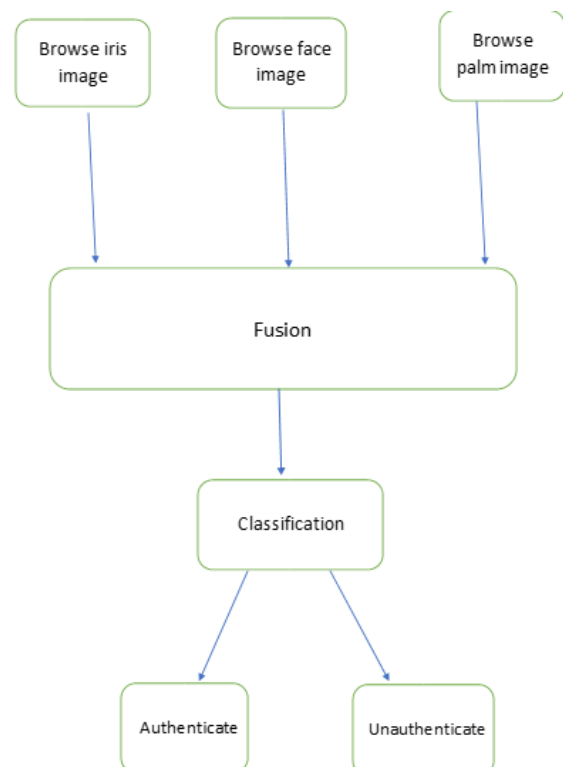 Browse iris
image
Browse face
image
Browse
palm image
Fusion
Classification
Authenticate
Unauthenticate